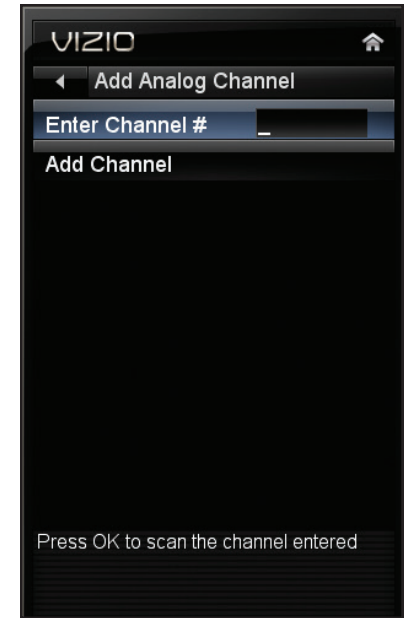 VIZIO
Add Analog Channel
Enter Channel # _
Add Channel
Press OK to scan the channel entered